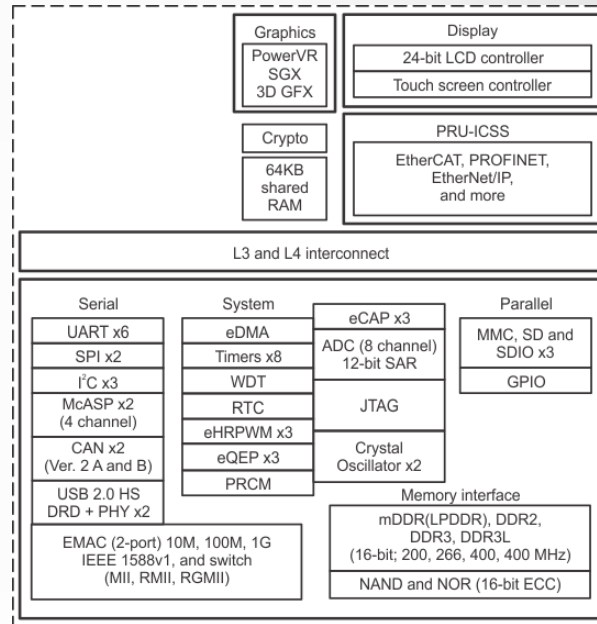 Graphics
PowerVR
SGX
3D GFX
Display
24-bit LCD controller
Touch screen controller
Crypto
64KB
shared
RAM
PRU-ICSS
EtherCAT, PROFINET,
EtherNet/IP,
and more
L3 and L4 interconnect
Serial
UART x6
SPI x2
I²C x3
McASP x2
(4 channel)
CAN x2
(Ver. 2 A and B)
USB 2.0 HS
DRD + PHY x2
EMAC (2-port) 10M, 100M, 1G
IEEE 1588v1, and switch
(MII, RMII, RGMII)
System
eDMA
Timers x8
WDT
RTC
eHRPWM x3
eQEP x3
PRCM
eCAP x3
ADC (8 channel)
12-bit SAR
JTAG
Crystal
Oscillator x2
Parallel
MMC, SD and
SDIO x3
GPIO
Memory interface
mDDR(LPDDR), DDR2,
DDR3, DDR3L
(16-bit; 200, 266, 400, 400 MHz)
NAND and NOR (16-bit ECC)